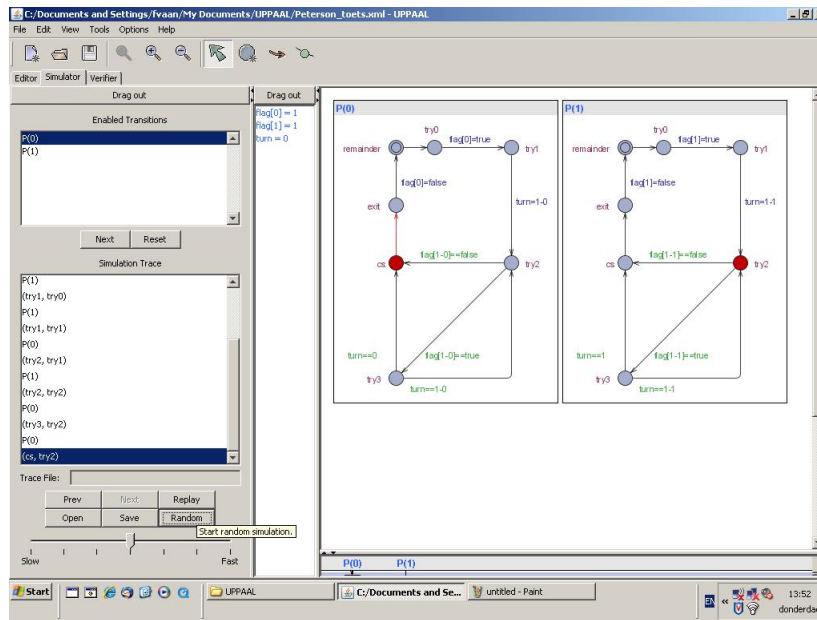 C:/Documents and Settings/fvaan/My Documents/UPPAAL/Peterson_toets.xml - UPPAAL
File Edit View Tools Options Help
Editor Simulator Verifier
Drag out
Enabled Transitions
P(0)
P(1)
Next Reset
Simulation Trace
P(1)
(try1, try0)
P(1)
(try1, try1)
P(0)
(try2, try1)
P(1)
(try2, try2)
P(0)
(try3, try2)
P(0)
(cs, try2)
Trace File:
Prev Next Replay
Open Save Random
Start random simulation.
Slow Fast
Drag out
flag[0] = 1
flag[1] = 1
turn = 0
P(0)
try0
flag[0]=true
remainder
try1
flag[0]=false
exit
turn=1-0
cs
flag[1-0]==false
try2
turn==0
flag[1-0]==true
try3
turn==1-0
P(1)
try0
flag[1]=true
remainder
try1
flag[1]=false
exit
turn=1-1
cs
flag[1-1]==false
try2
turn==1
flag[1-1]==true
try3
turn==1-1
P(0) P(1)
Start
UPPAAL
C:/Documents and Se...
untitled - Paint
EN
«
13:52
donderda